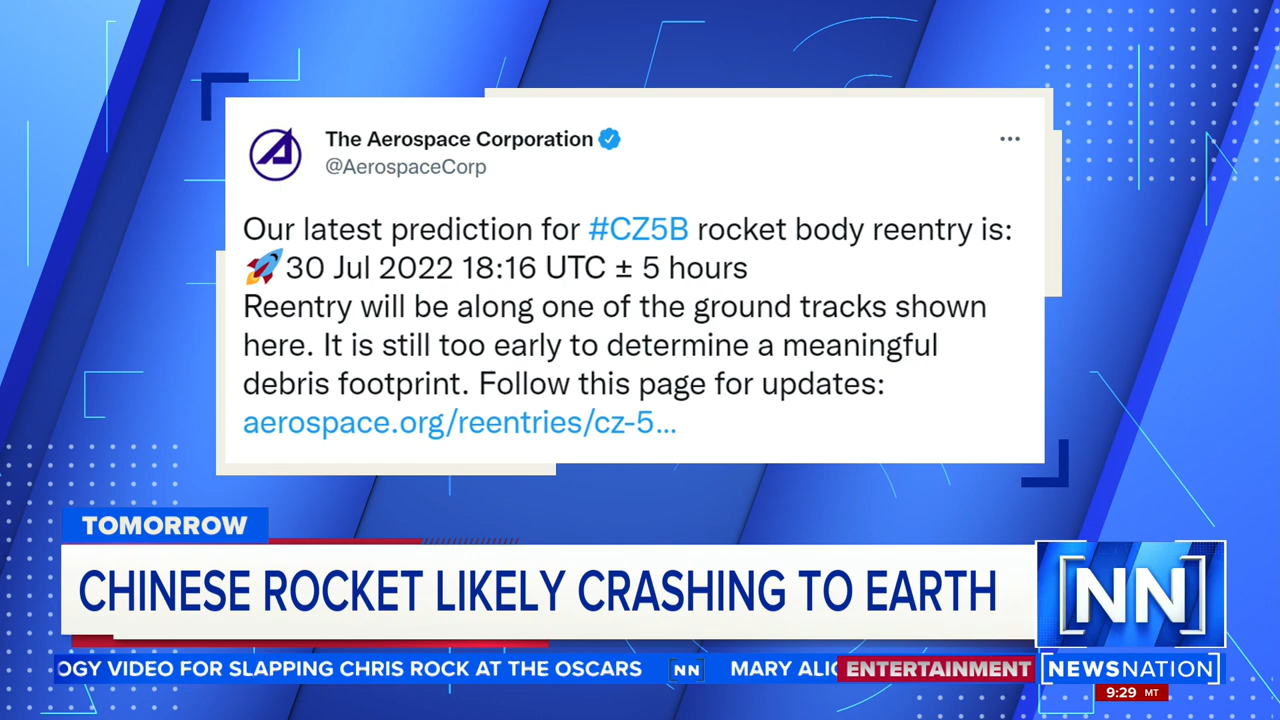 The Aerospace Corporation
@AerospaceCorp
Our latest prediction for #CZ5B rocket body reentry is:
🚀30 Jul 2022 18:16 UTC ± 5 hours
Reentry will be along one of the ground tracks shown
here. It is still too early to determine a meaningful
debris footprint. Follow this page for updates:
aerospace.org/reentries/cz-5...
TOMORROW
CHINESE ROCKET LIKELY CRASHING TO EARTH
[NN]
OGY VIDEO FOR SLAPPING CHRIS ROCK AT THE OSCARS [NN] MARY ALIC ENTERTAINMENT
[NEWSNATION]
9:29 MT